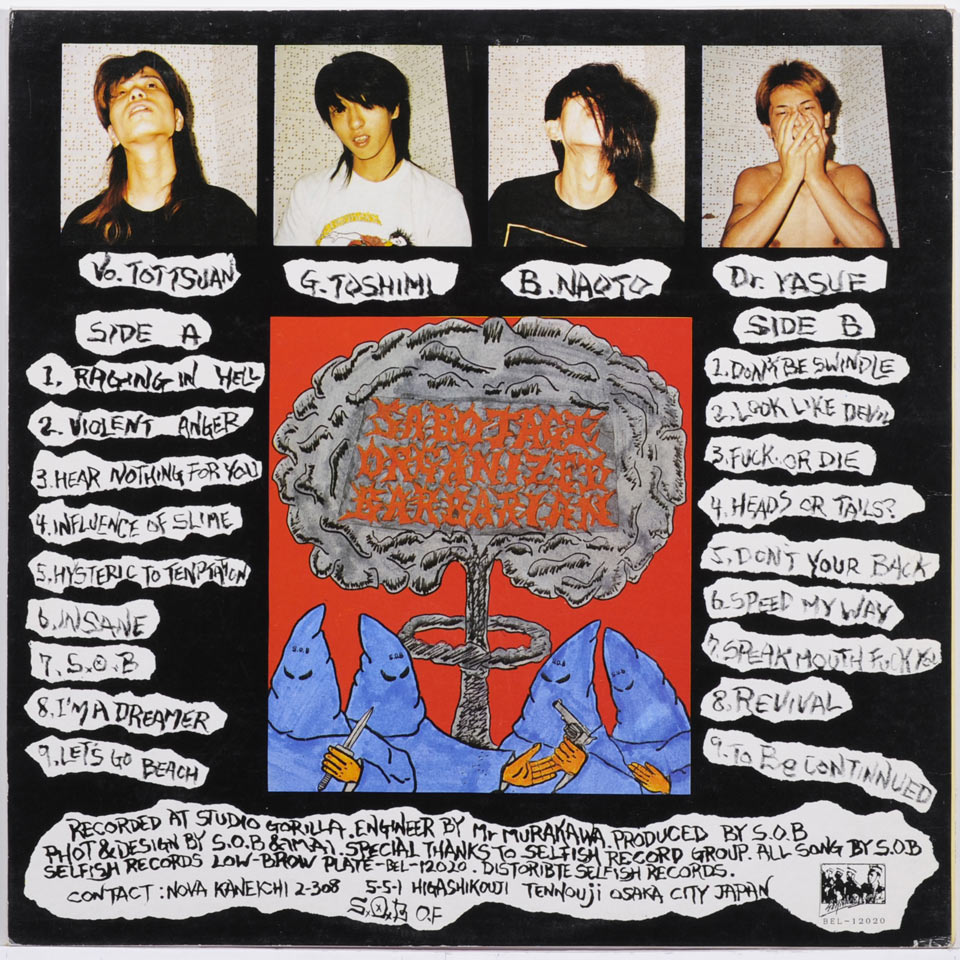 Vo. TOTTSUAN
G. TOSHIMI
B. NAOTO
Dr. YASUE
SIDE A
1. RAGING IN HELL
2. VIOLENT ANGER
3. HEAR NOTHING FOR YOU
4. INFLUENCE OF SLIME
5. HYSTERIC TO TENPTATION
6. INSANE
7. S.O.B
8. I'M A DREAMER
9. LET'S GO BEACH
SABOTAGE
ORGANIZED
BARBARIAN
S.O.B
S.O.B
S.O.B
SIDE B
1. DON'T BE SWINDLE
2. LOOK LIKE DEVIL
3. FUCK OR DIE
4. HEADS OR TAILS?
5. DON'T YOUR BACK
6. SPEED MY WAY
7. SPEAK MOUTH FUCK YOU
8. REVIVAL
9. TO BE CONTINNUED
RECORDED AT STUDIO GORILLA. ENGINEER BY Mr MURAKAWA. PRODUCED BY S.O.B
PHOT & DESIGN BY S.O.B & IMAI. SPECIAL THANKS TO SELFISH RECORD GROUP. ALL SONG BY S.O.B
SELFISH RECORDS LOW-BROW PLATE-BEL-12020. DISTORIBTE SELFISH RECORDS.
CONTACT : NOVA KANEICHI 2-308 5-5-1 HIGASHIKOUJI TENNOUJI OSAKA CITY JAPAN
S.O.B O.F
BEL-12020